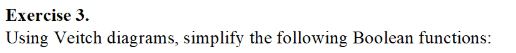 Exercise 3.
Using Veitch diagrams, simplify the following Boolean functions: